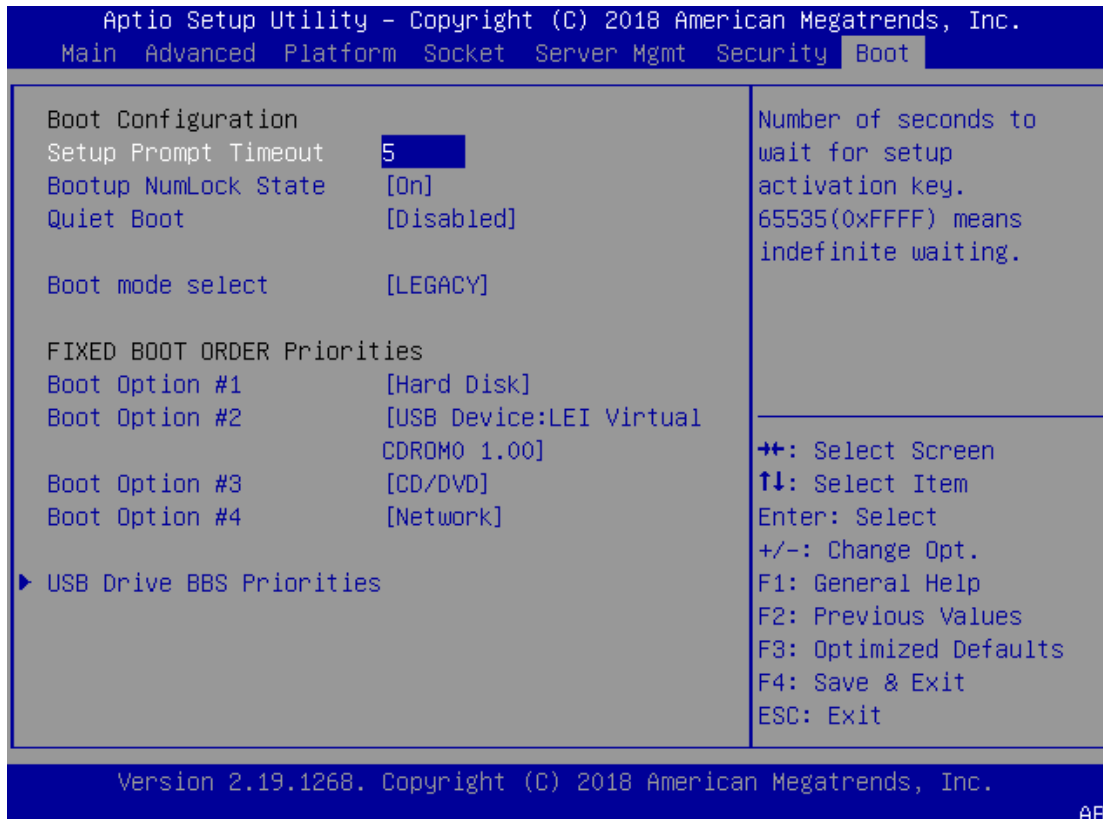 Aptio Setup Utility – Copyright (C) 2018 American Megatrends, Inc.
Main Advanced Platform Socket Server Mgmt Security Boot
Boot Configuration
Setup Prompt Timeout 5
Bootup NumLock State [On]
Quiet Boot [Disabled]
Boot mode select [LEGACY]
FIXED BOOT ORDER Priorities
Boot Option #1 [Hard Disk]
Boot Option #2 [USB Device:LEI Virtual
CDROM0 1.00]
Boot Option #3 [CD/DVD]
Boot Option #4 [Network]
▶ USB Drive BBS Priorities
Number of seconds to
wait for setup
activation key.
65535(0xFFFF) means
indefinite waiting.
→←: Select Screen
↑↓: Select Item
Enter: Select
+/-: Change Opt.
F1: General Help
F2: Previous Values
F3: Optimized Defaults
F4: Save & Exit
ESC: Exit
Version 2.19.1268. Copyright (C) 2018 American Megatrends, Inc.